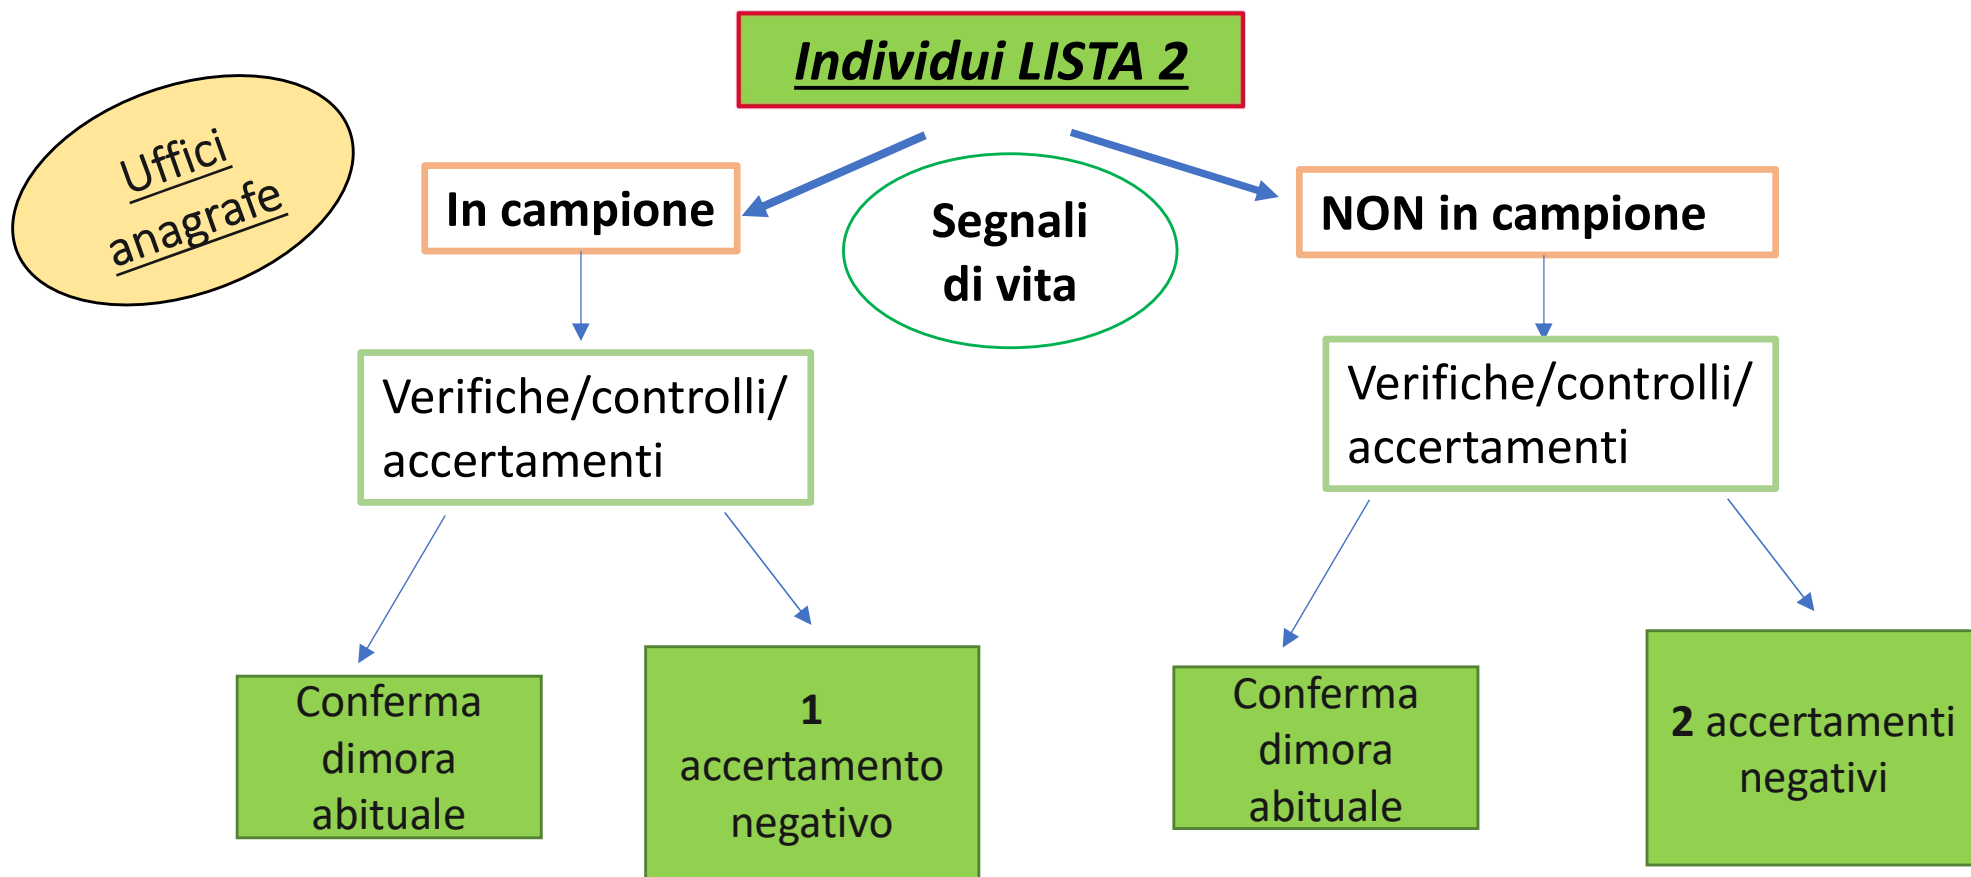 Individui LISTA 2
Uffici
anagrafe
In campione
Segnali
di vita
NON in campione
Verifiche/controlli/
accertamenti
Verifiche/controlli/
accertamenti
Conferma
dimora
abituale
1
accertamento
negativo
Conferma
dimora
abituale
2 accertamenti
negativi